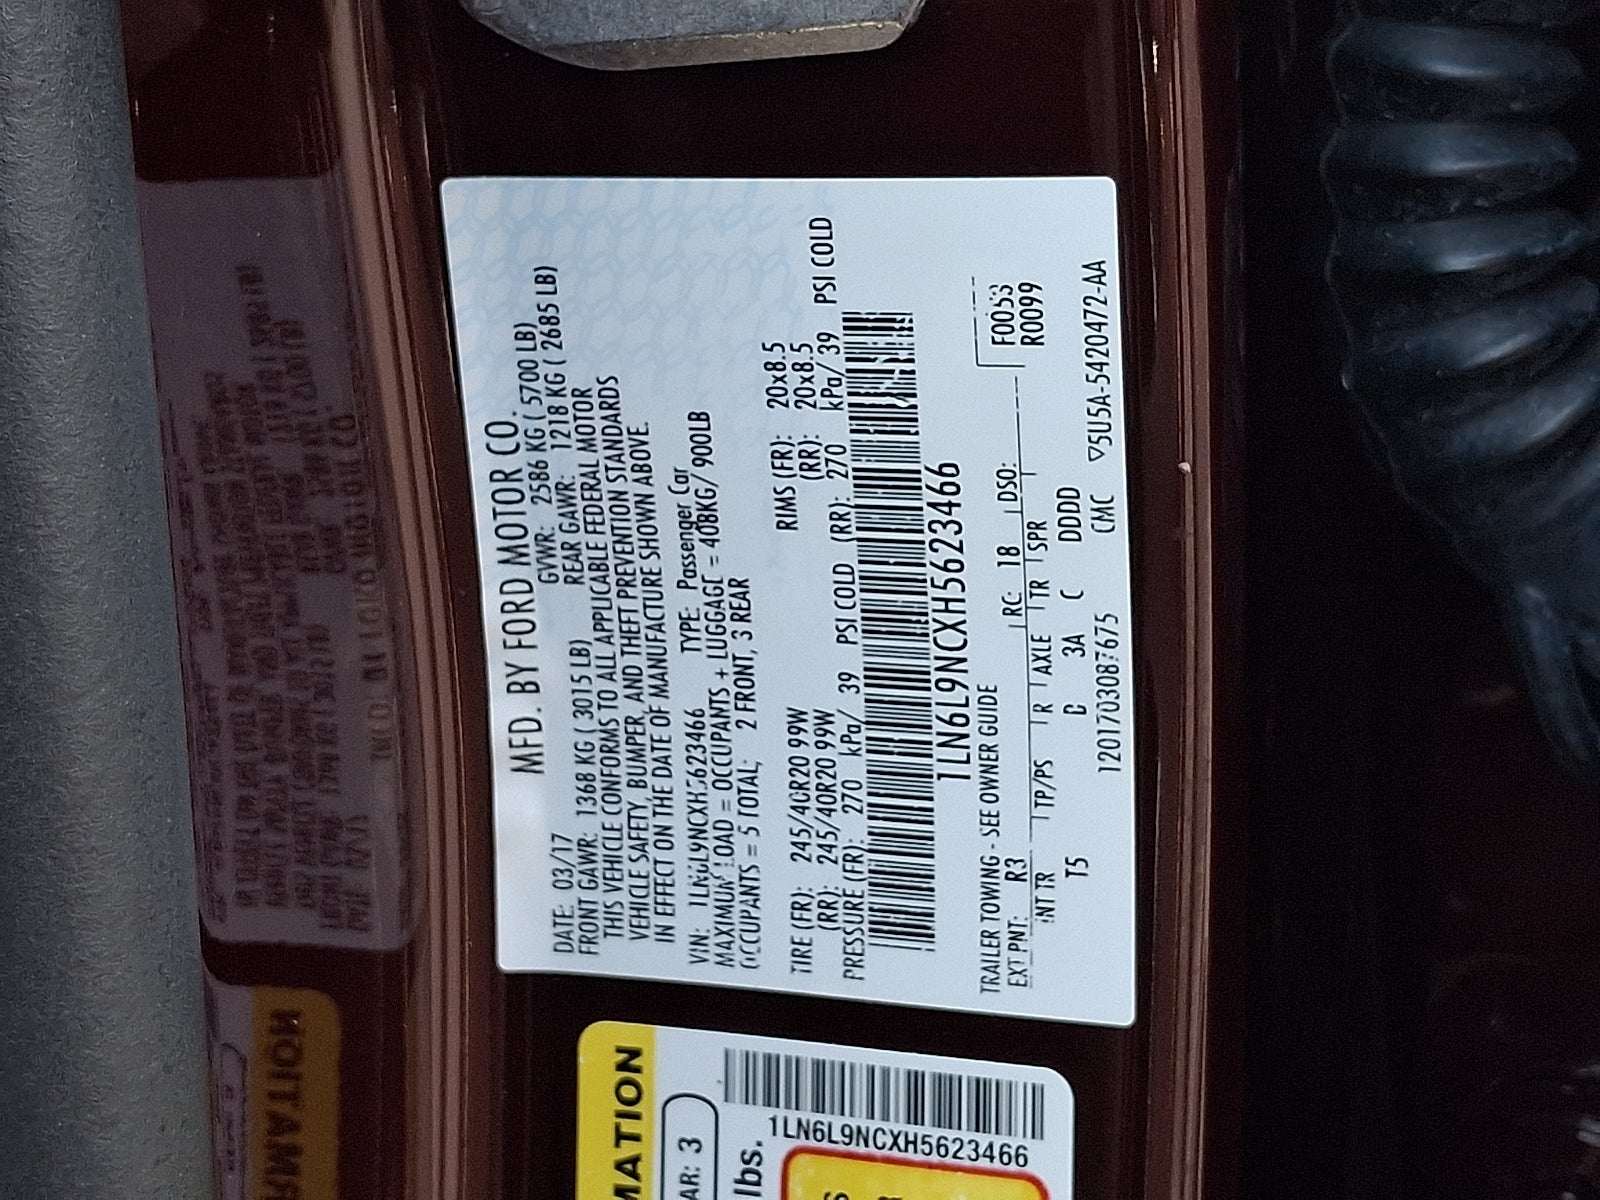 MFD. BY FORD MOTOR CO.
DATE: 03/17 GVWR: 2586 KG ( 5700 LB)
FRONT GAWR: 1368 KG ( 3015 LB) REAR GAWR: 1218 KG ( 2685 LB)
THIS VEHICLE CONFORMS TO ALL APPLICABLE FEDERAL MOTOR
VEHICLE SAFETY, BUMPER, AND THEFT PREVENTION STANDARDS
IN EFFECT ON THE DATE OF MANUFACTURE SHOWN ABOVE.
VIN: 1LN6L9NCXH5623466 TYPE: Passenger Car
MAXIMUM LOAD = OCCUPANTS + LUGGAGE = 408KG/ 900LB
OCCUPANTS = 5 TOTAL; 2 FRONT, 3 REAR
TIRE (FR): 245/40R20 99W RIMS (FR): 20x8.5
(RR): 245/40R20 99W (RR): 20x8.5
PRESSURE (FR): 270 kPa/ 39 PSI COLD (RR): 270 kPa/ 39 PSI COLD
1LN6L9NCXH5623466
TRAILER TOWING - SEE OWNER GUIDE
EXT PNT: R3 RC: 18 DSO: F0053
R0099
INT TR TP/PS R AXLE TR SPR
T5 D 3A C DDDD
1201703087675 CMC ▽5U5A-5420472-AA
MATION
AR: 3
lbs.
1LN6L9NCXH5623466